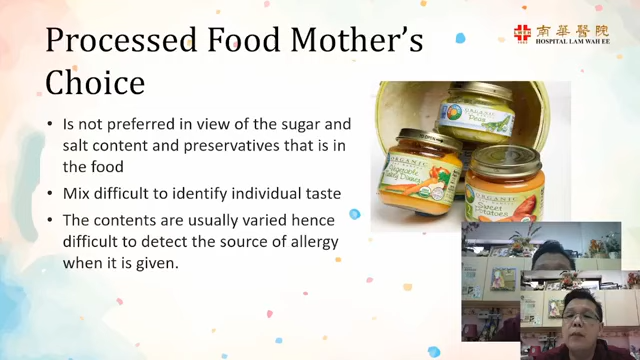 Processed Food Mother's
Choice
南華醫院
HOSPITAL LAM WAH EE
• Is not preferred in view of the sugar and
salt content and preservatives that is in
the food
• Mix difficult to identify individual taste
• The contents are usually varied hence
difficult to detect the source of allergy
when it is given.
ORGANIC
Peas
ORGANIC
Vegetable
ORGANIC
Sweet
Potatoes